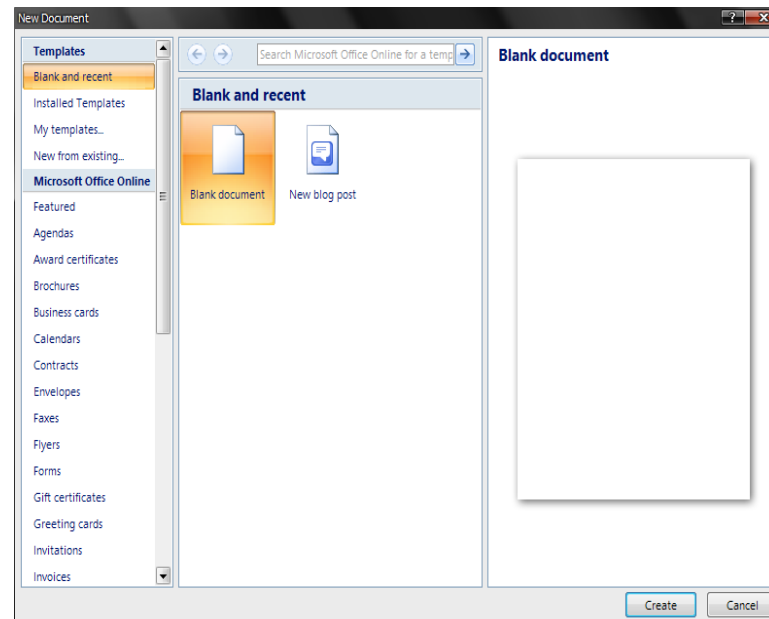 New Document
?
Templates
Blank and recent
Installed Templates
My templates...
New from existing...
Microsoft Office Online
Featured
Agendas
Award certificates
Brochures
Business cards
Calendars
Contracts
Envelopes
Faxes
Flyers
Forms
Gift certificates
Greeting cards
Invitations
Invoices
Search Microsoft Office Online for a temp
Blank and recent
Blank document
New blog post
Blank document
Create
Cancel